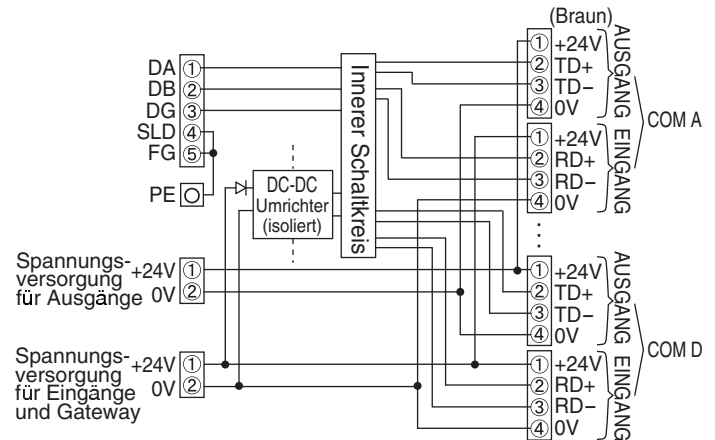 (Braun)
DA ①
DB ②
DG ③
SLD ④
FG ⑤
PE
Innerer Schaltkreis
DC-DC
Umrichter
(isoliert)
Spannungs-
versorgung
für Ausgänge
+24V ①
0V ②
Spannungs-
versorgung
für Eingänge
und Gateway
+24V ①
0V ②
① +24V
② TD+
③ TD−
④ 0V
AUSGANG
① +24V
② RD+
③ RD−
④ 0V
EINGANG
COM A
① +24V
② TD+
③ TD−
④ 0V
AUSGANG
① +24V
② RD+
③ RD−
④ 0V
EINGANG
COM D